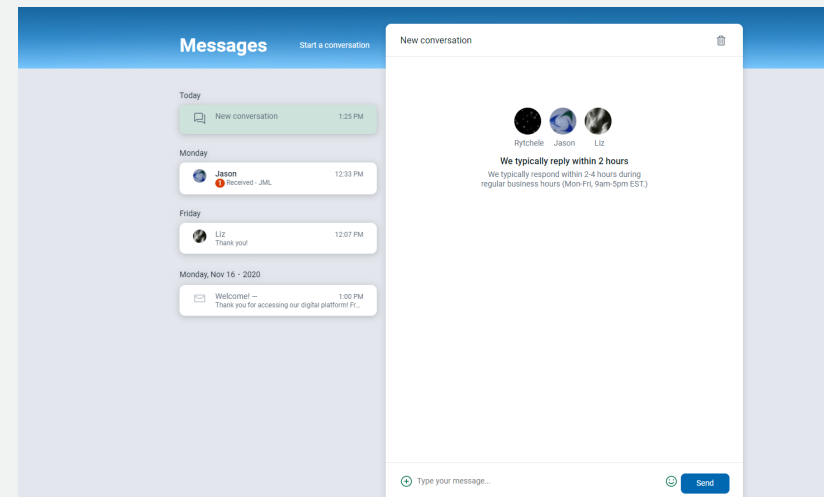 Messages
Start a conversation
Today
New conversation
1:25 PM
Monday
Jason
12:33 PM
1 Received - JML
Friday
Liz
12:07 PM
Thank you!
Monday, Nov 16 - 2020
Welcome! —
1:00 PM
Thank you for accessing our digital platform! Fr...
New conversation
Rytchele Jason Liz
We typically reply within 2 hours
We typically respond within 2-4 hours during
regular business hours (Mon-Fri, 9am-5pm EST.)
Type your message...
Send